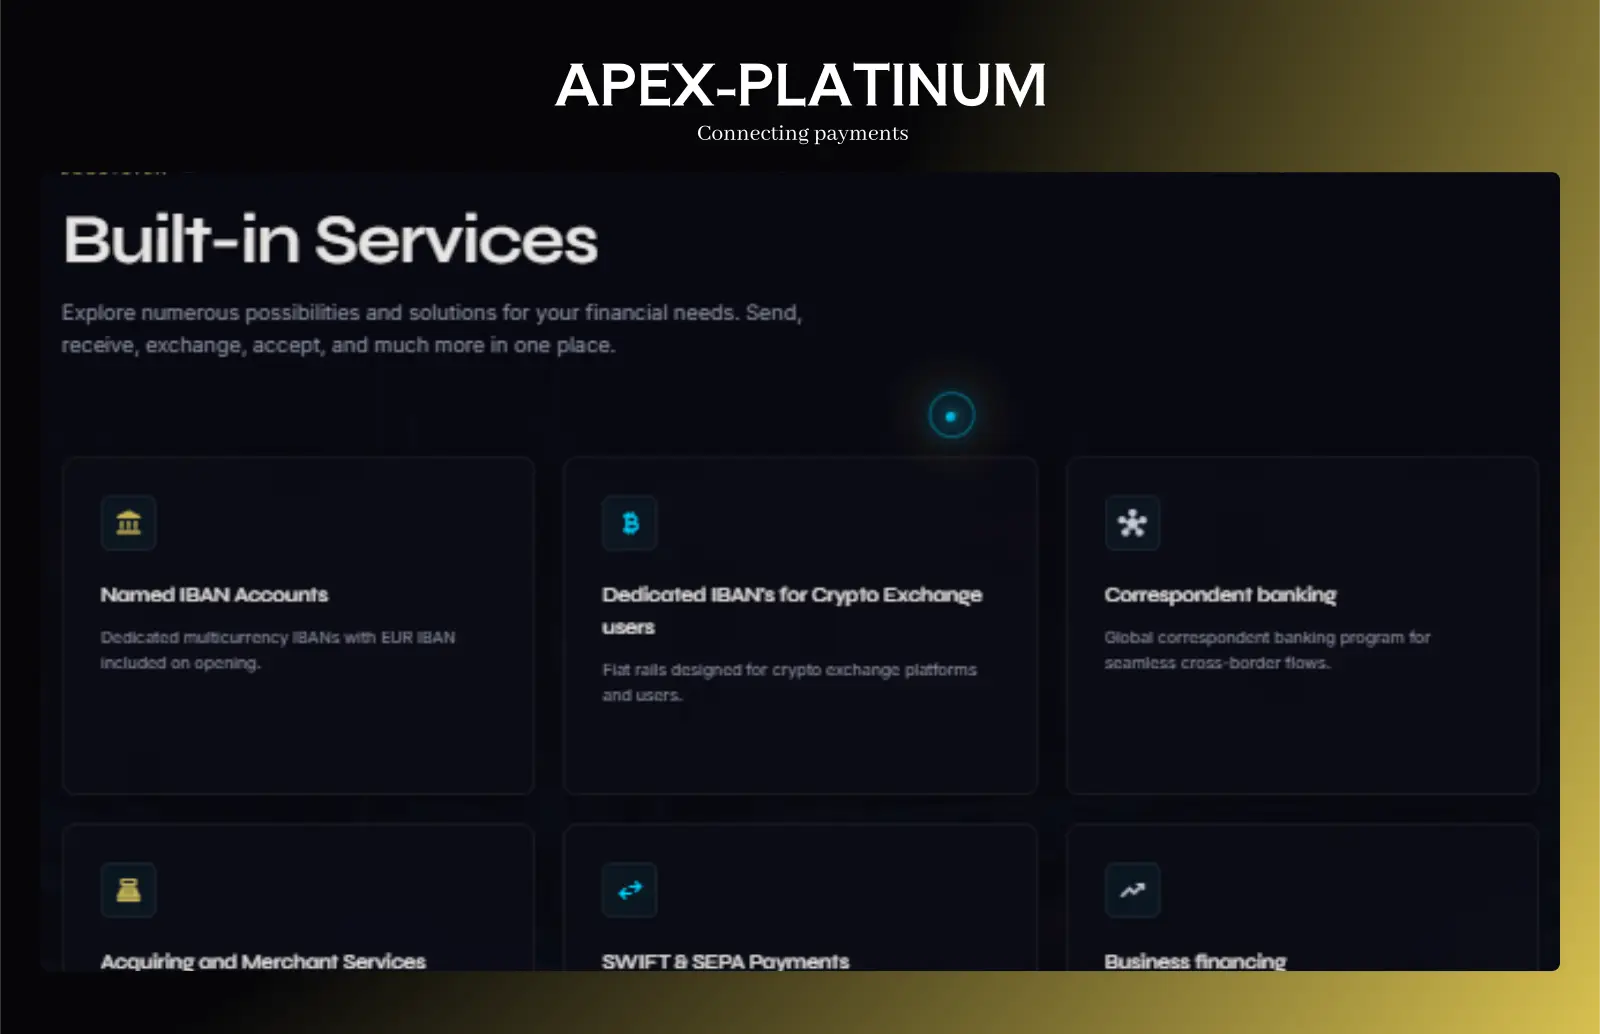 APEX-PLATINUM
Connecting payments
Built-in Services
Explore numerous possibilities and solutions for your financial needs. Send,
receive, exchange, accept, and much more in one place.
Named IBAN Accounts
Dedicated multicurrency IBANs with EUR IBAN
included on opening.
Dedicated IBAN's for Crypto Exchange
users
Fiat rails designed for crypto exchange platforms
and users.
Correspondent banking
Global correspondent banking program for
seamless cross-border flows.
Acquiring and Merchant Services
SWIFT & SEPA Payments
Business financing